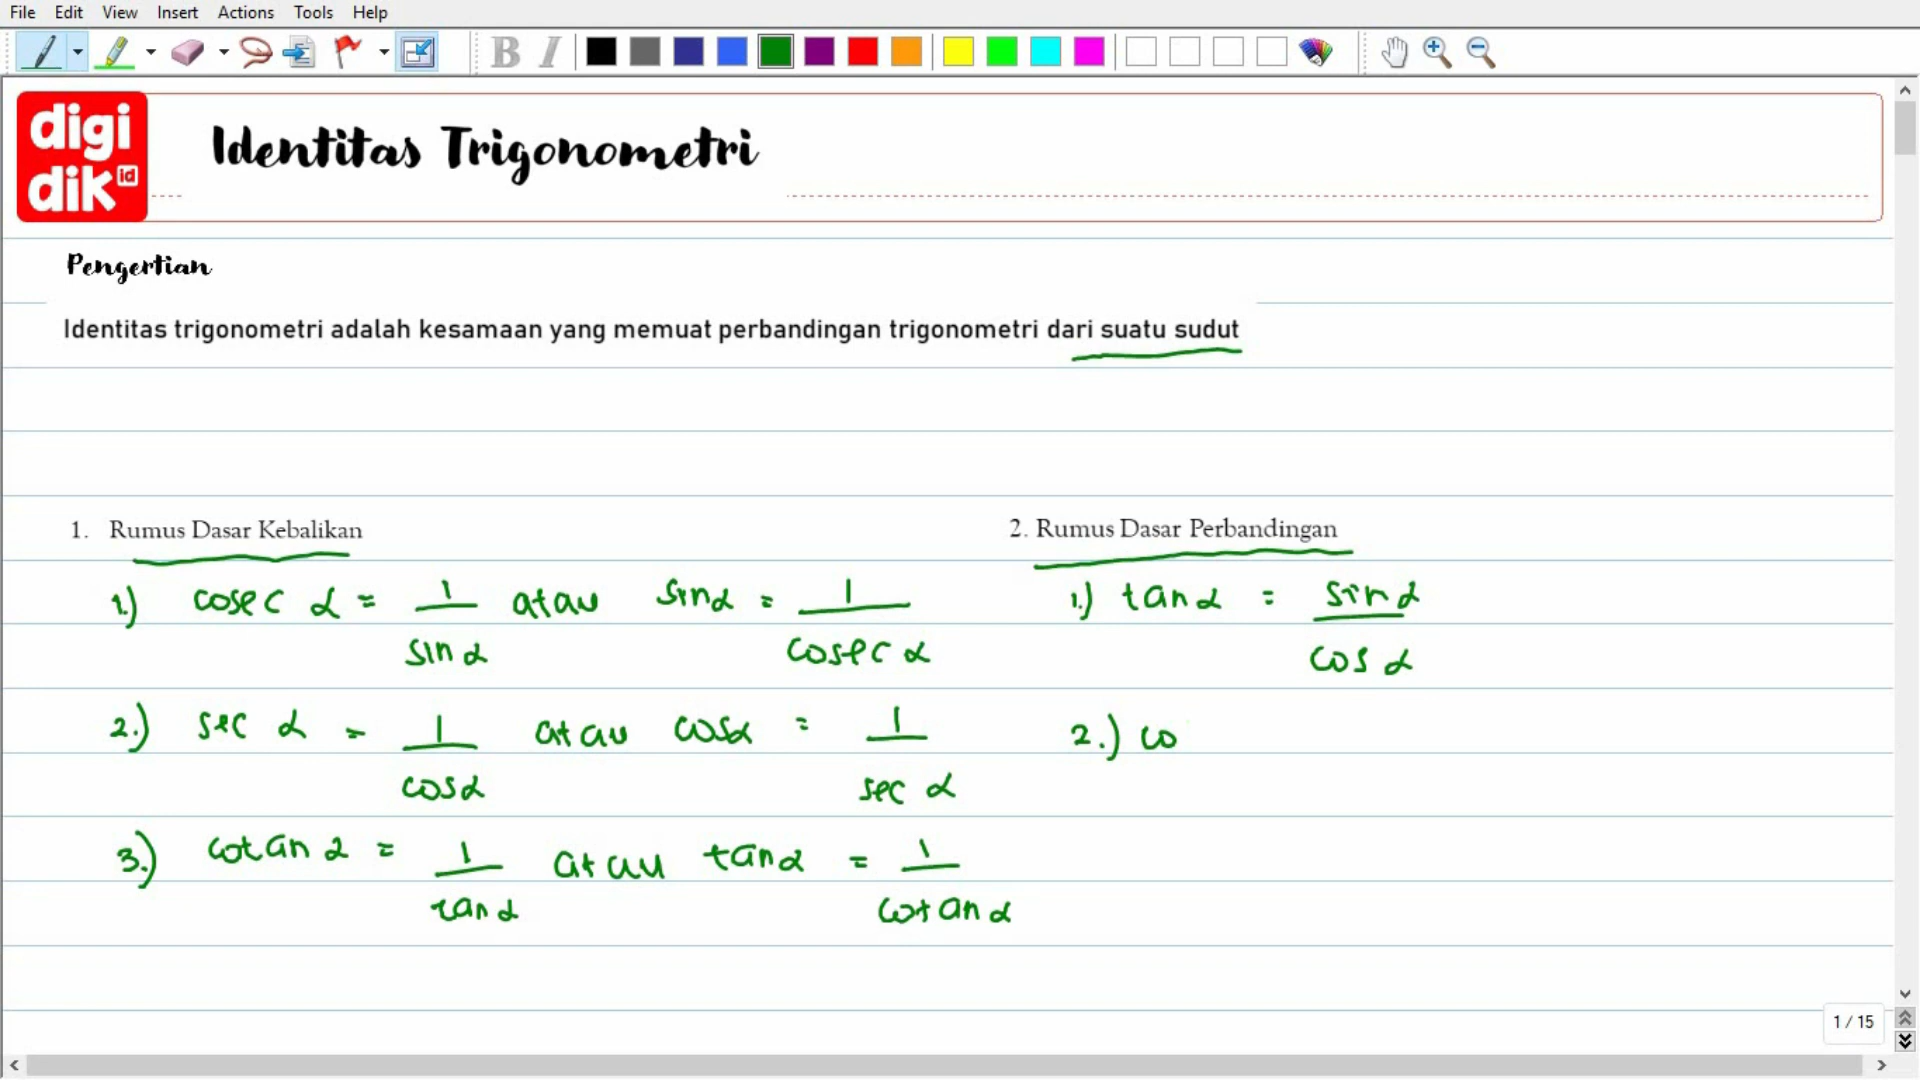 File Edit View Insert Actions Tools Help
B I
digi
dik id
Identitas Trigonometri
Pengertian
Identitas trigonometri adalah kesamaan yang memuat perbandingan trigonometri dari suatu sudut
1. Rumus Dasar Kebalikan
1.) cosec α = 1/sin α atau sin α = 1/cosec α
2.) sec α = 1/cos α atau cos α = 1/sec α
3.) cotan α = 1/tan α atau tan α = 1/cotan α
2. Rumus Dasar Perbandingan
1.) tan α = sin α/cos α
2.) co
1 / 15